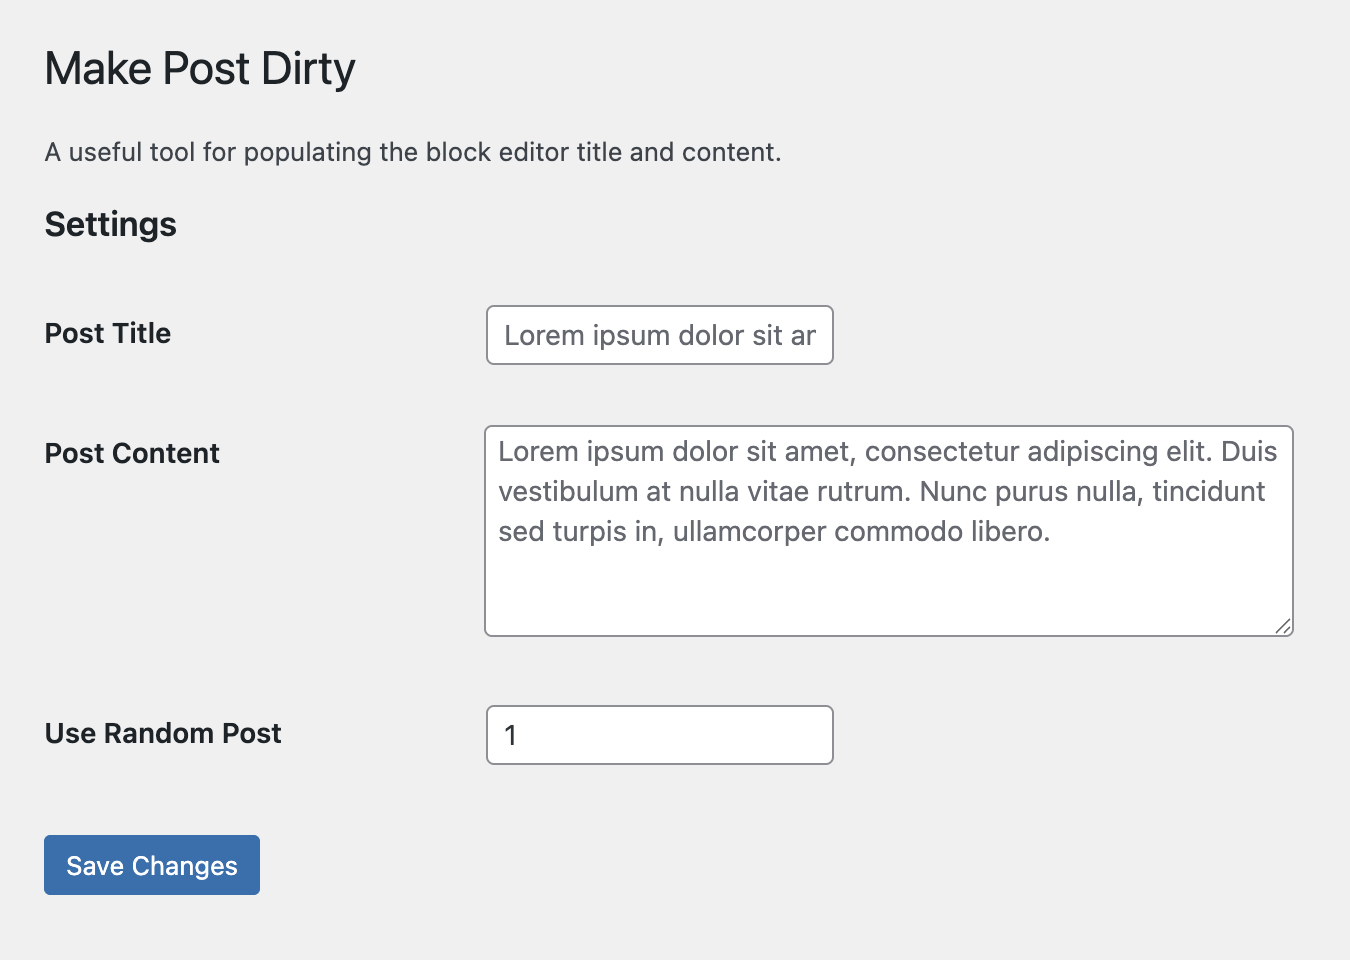 Make Post Dirty
A useful tool for populating the block editor title and content.
Settings
Post Title
Lorem ipsum dolor sit
Post Content
Lorem ipsum dolor sit amet, consectetur adipiscing elit. Duis
vestibulum at nulla vitae rutrum. Nunc purus nulla, tincidunt
sed turpis in, ullamcorper commodo libero.
Use Random Post
1
Save Changes